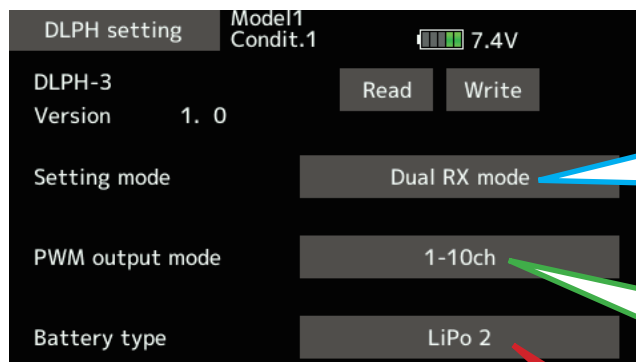 DLPH setting
Model1
Condit.1
7.4V
DLPH-3
Read Write
Version 1. 0
Setting mode Dual RX mode
PWM output mode 1-10ch
Battery type LiPo 2